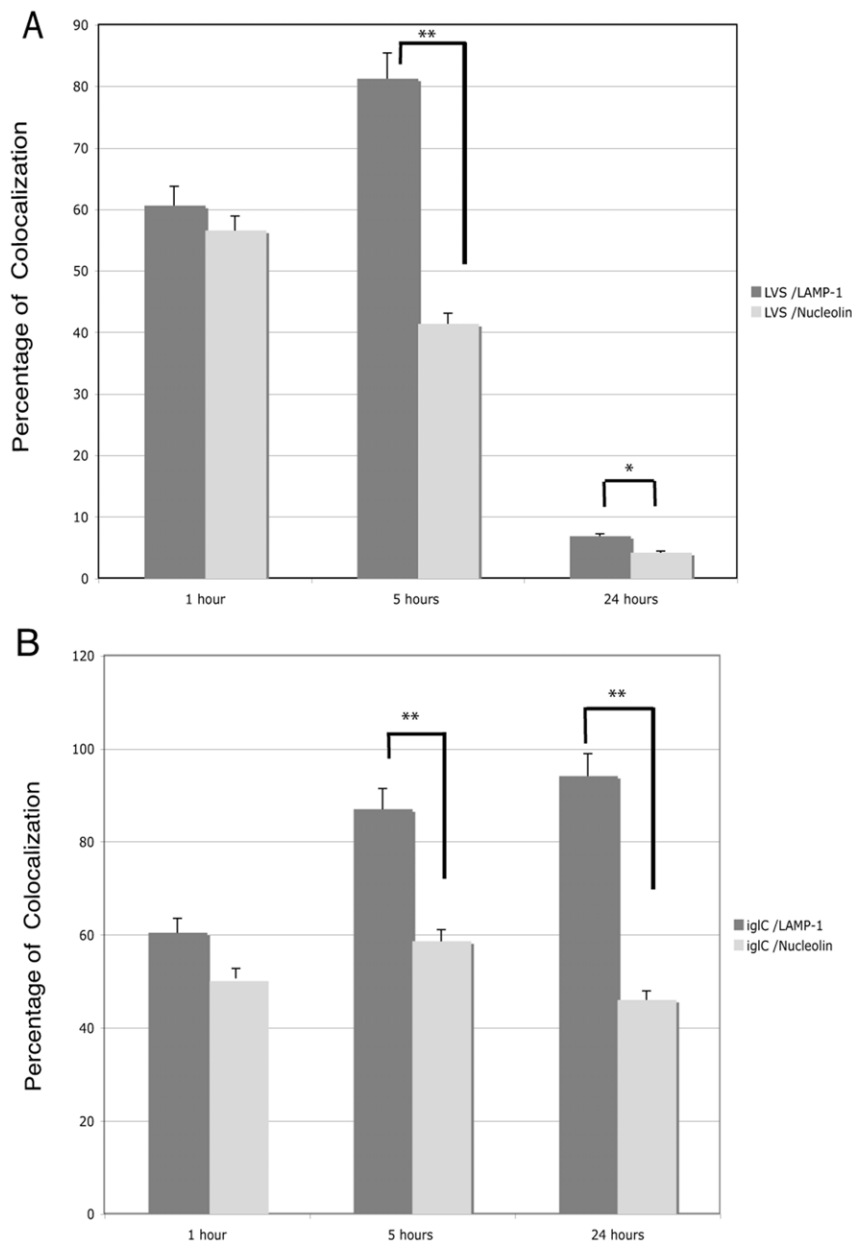 A
Percentage of Colocalization
90
80
70
60
50
40
30
20
10
0
**
*
1 hour
5 hours
24 hours
LVS /LAMP-1
LVS /Nucleolin
B
Percentage of Colocalization
120
100
80
60
40
20
0
**
**
1 hour
5 hours
24 hours
iglC /LAMP-1
iglC /Nucleolin